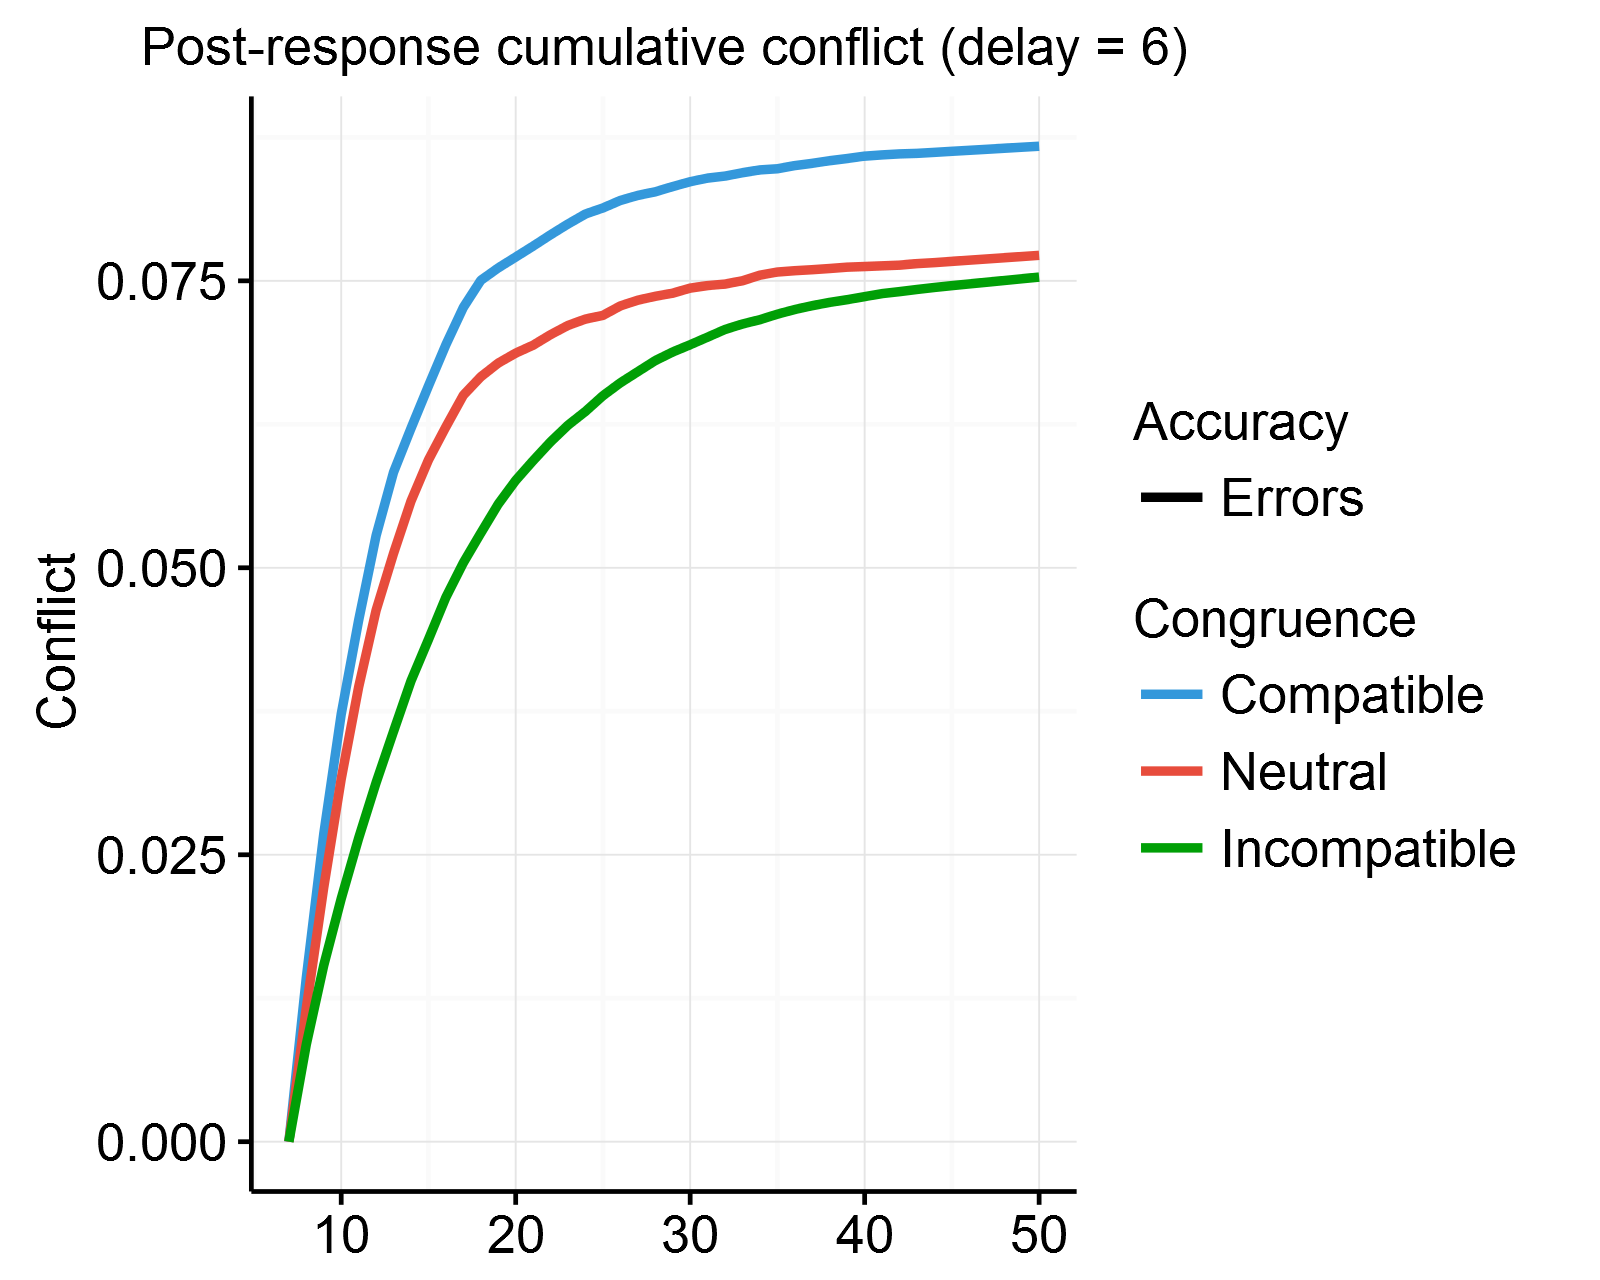 Post-response cumulative conflict (delay = 6)
Conflict
0.075
0.050
0.025
0.000
10 20 30 40 50
Accuracy
Errors
Congruence
Compatible
Neutral
Incompatible